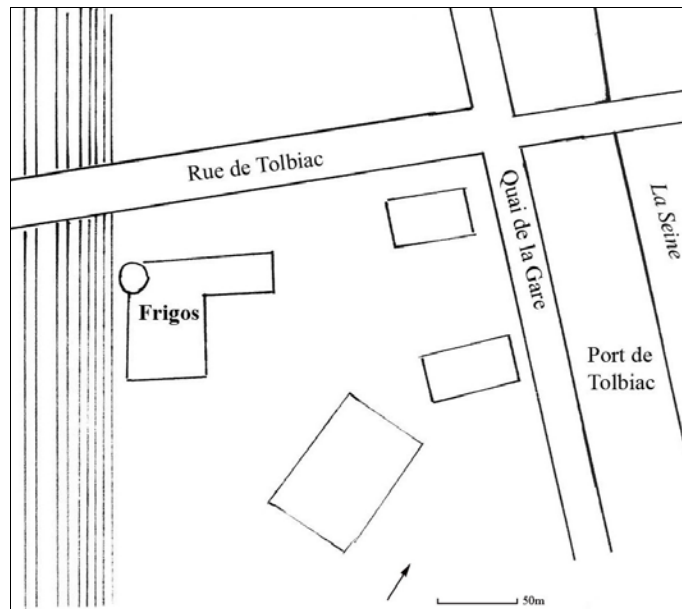 Rue de Tolbiac
Quai de la Gare
La Seine
Frigos
Port de
Tolbiac
50m